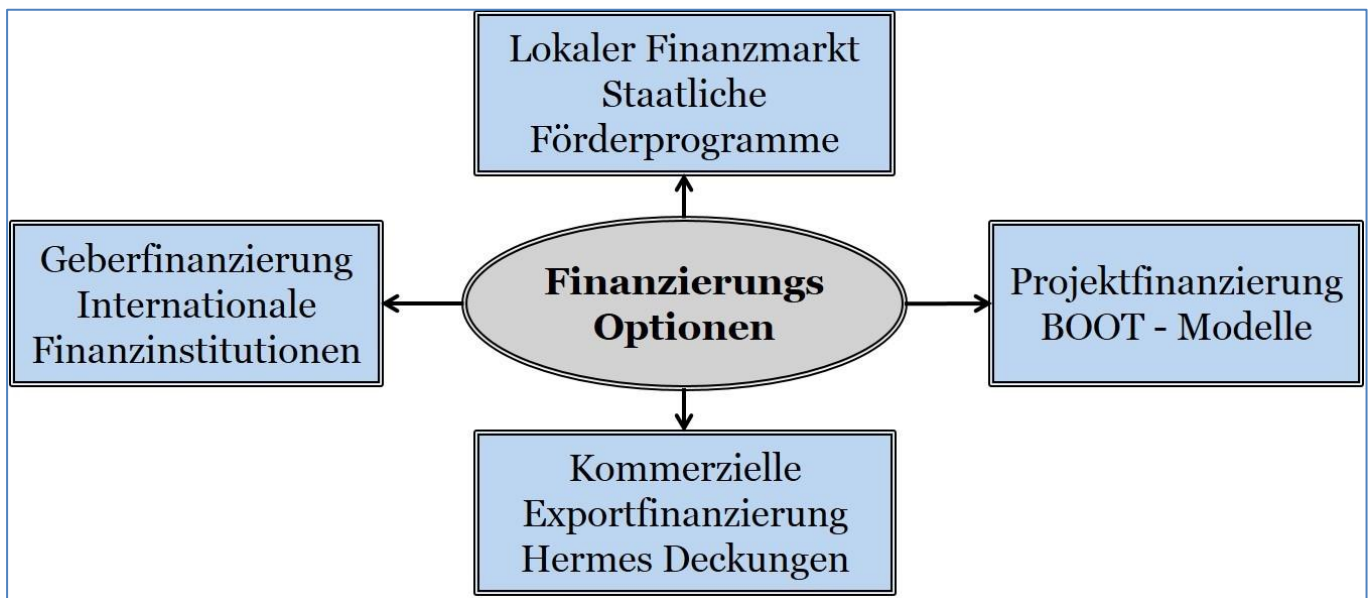 Lokaler Finanzmarkt
Staatliche
Förderprogramme
Geberfinanzierung
Internationale
Finanzinstitutionen
Finanzierungs
Optionen
Projektfinanzierung
BOOT - Modelle
Kommerzielle
Exportfinanzierung
Hermes Deckungen